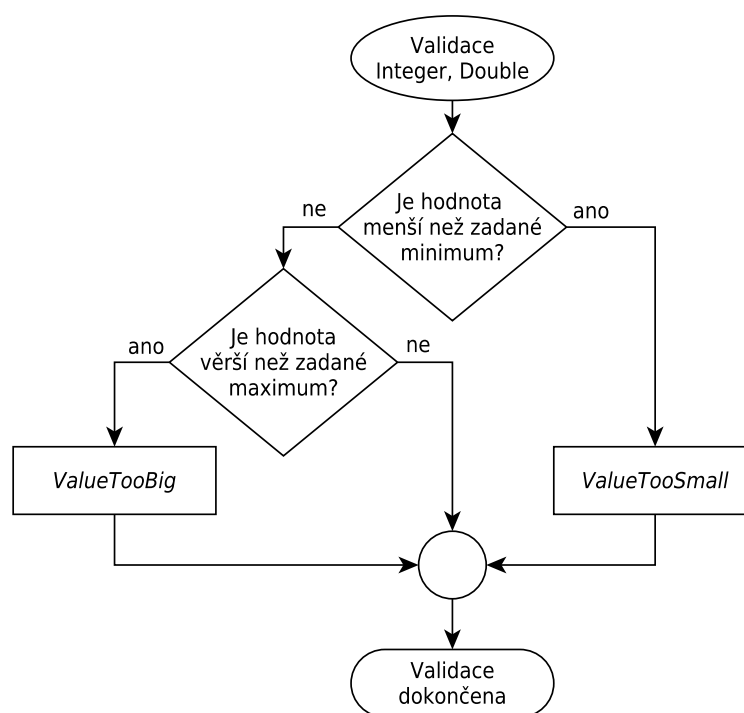 Validace
Integer, Double
Je hodnota
menší než zadané
minimum?
ne
ano
Je hodnota
věrší než zadané
maximum?
ano
ne
ValueTooBig
ValueTooSmall
Validace
dokončena